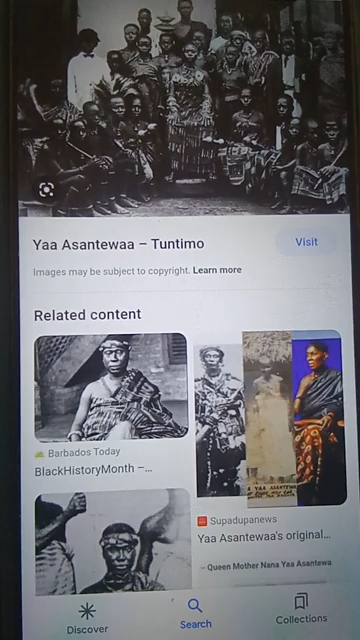 Yaa Asantewaa – Tuntimo
Visit
Images may be subject to copyright. Learn more
Related content
Barbados Today
BlackHistoryMonth –...
Supadupanews
Yaa Asantewaa's original...
– Queen Mother Nana Yaa Asantewa
Discover
Search
Collections